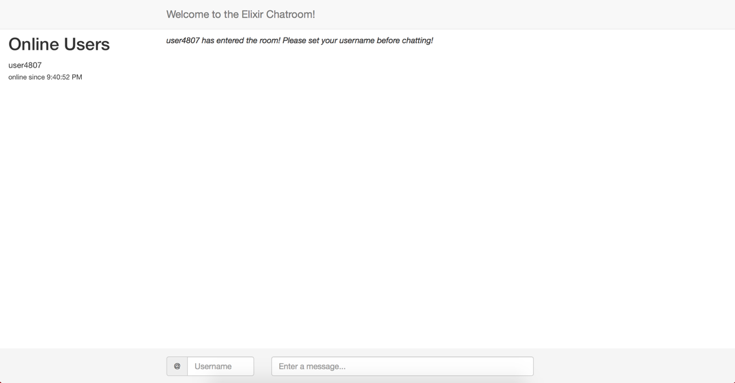 Welcome to the Elixir Chatroom!
Online Users
user4807
online since 9:40:52 PM
user4807 has entered the room! Please set your username before chatting!
@ Username
Enter a message...